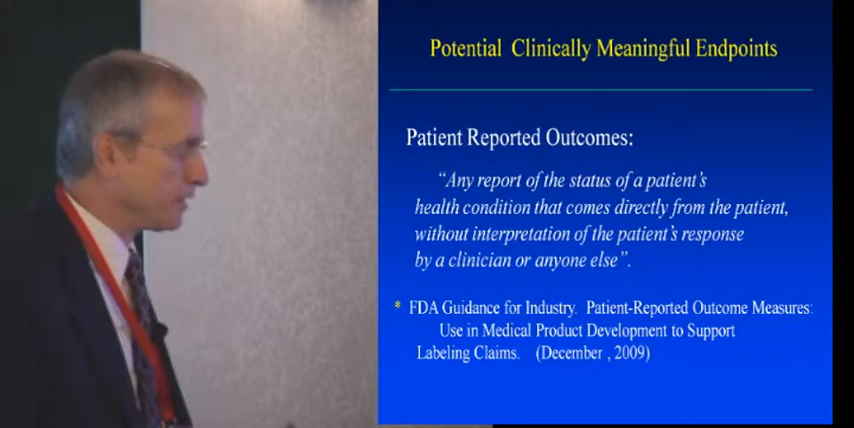 Potential Clinically Meaningful Endpoints
Patient Reported Outcomes:
“Any report of the status of a patient’s
health condition that comes directly from the patient,
without interpretation of the patient’s response
by a clinician or anyone else”.
* FDA Guidance for Industry. Patient-Reported Outcome Measures:
Use in Medical Product Development to Support
Labeling Claims. (December , 2009)